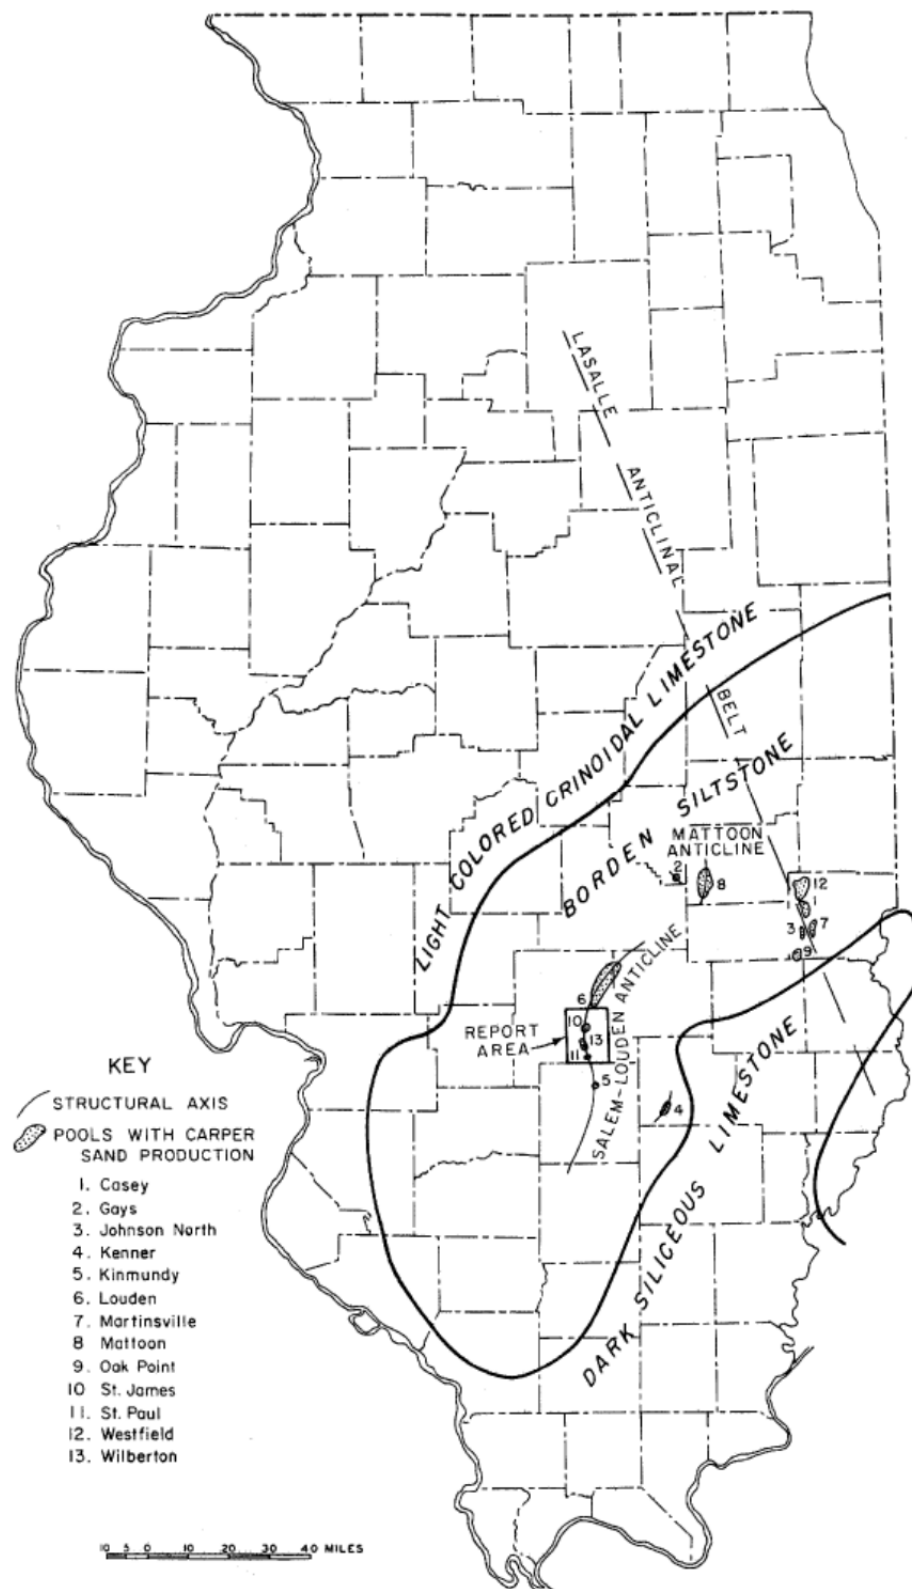 LASALLE
ANTICLINAL
BELT
LIGHT COLORED CRINOIDAL LIMESTONE
BORDEN SILTSTONE
MATTOON
ANTICLINE
2
8
12
3
7
9
SALEM-LOUDEN ANTICLINE
6
REPORT
AREA
10
13
11
5
4
DARK SILICEOUS LIMESTONE
KEY
STRUCTURAL AXIS
POOLS WITH CARPER
SAND PRODUCTION
1. Casey
2. Gays
3. Johnson North
4. Kenner
5. Kinmundy
6. Louden
7. Martinsville
8 Mattoon
9. Oak Point
10 St. James
11. St. Paul
12. Westfield
13. Wilberton
10 5 0 10 20 30 40 MILES